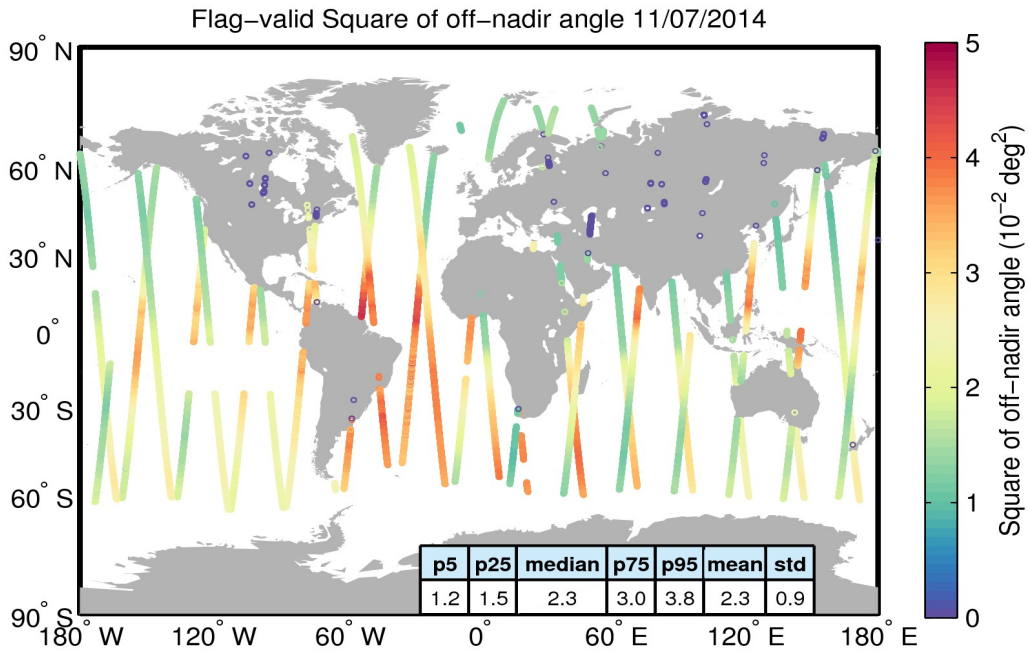 Flag−valid Square of off−nadir angle 11/07/2014
90° N
60° N
30° N
0°
30° S
60° S
90° S
180° W
120° W
60° W
0°
60° E
120° E
180° E
p5 p25 median p75 p95 mean std
1.2 1.5 2.3 3.0 3.8 2.3 0.9
5
4
3
2
1
0
Square of off−nadir angle (10⁻² deg²)